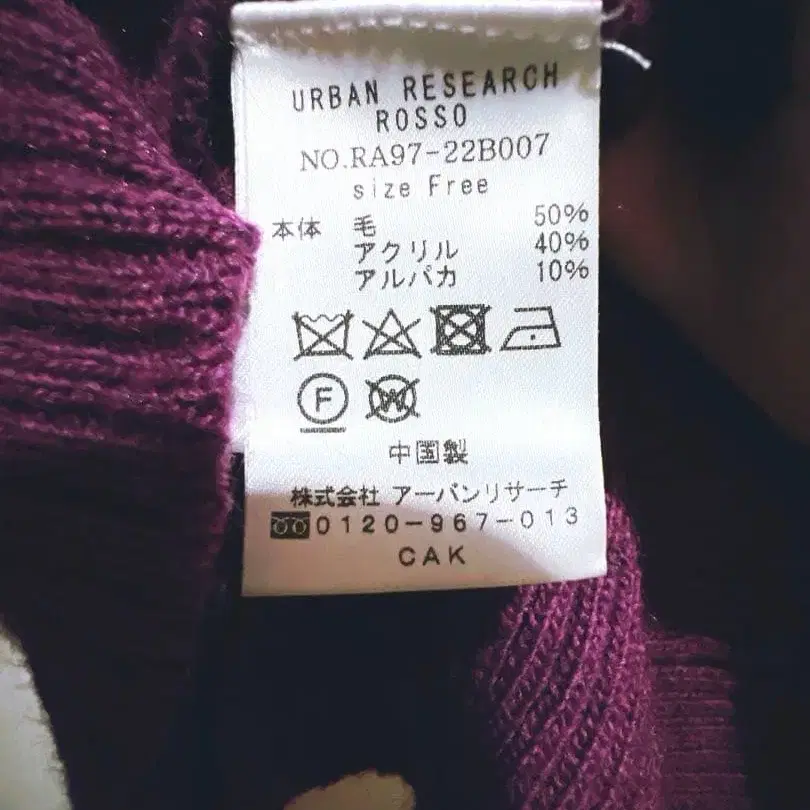 URBAN RESEARCH
ROSSO
NO.RA97-22B007
size Free
本体 毛 50%
アクリル 40%
アルパカ 10%
F W
中国製
株式会社 アーバンリサーチ
0120-967-013
CAK